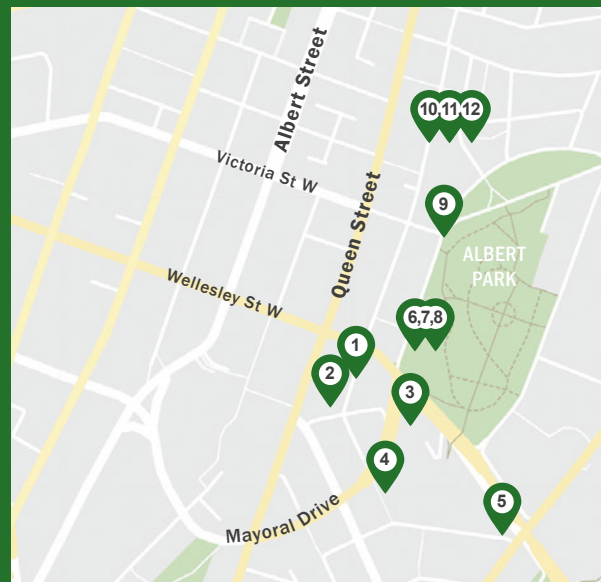 Albert Street
10
11
12
Victoria St W
Queen Street
9
ALBERT
PARK
Wellesley St W
6,7,8
1
2
3
4
5
Mayoral Drive